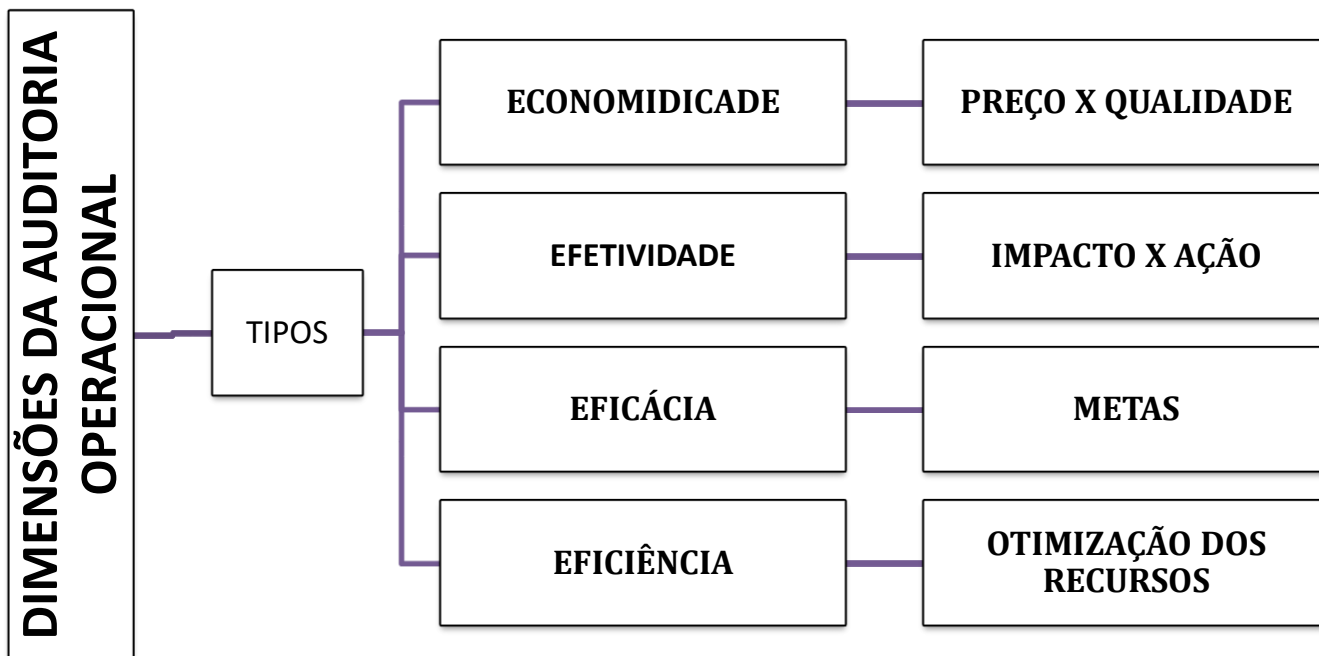 DIMENSÕES DA AUDITORIA
OPERACIONAL
TIPOS
ECONOMIDICADE
PREÇO X QUALIDADE
EFETIVIDADE
IMPACTO X AÇÃO
EFICÁCIA
METAS
EFICIÊNCIA
OTIMIZAÇÃO DOS
RECURSOS